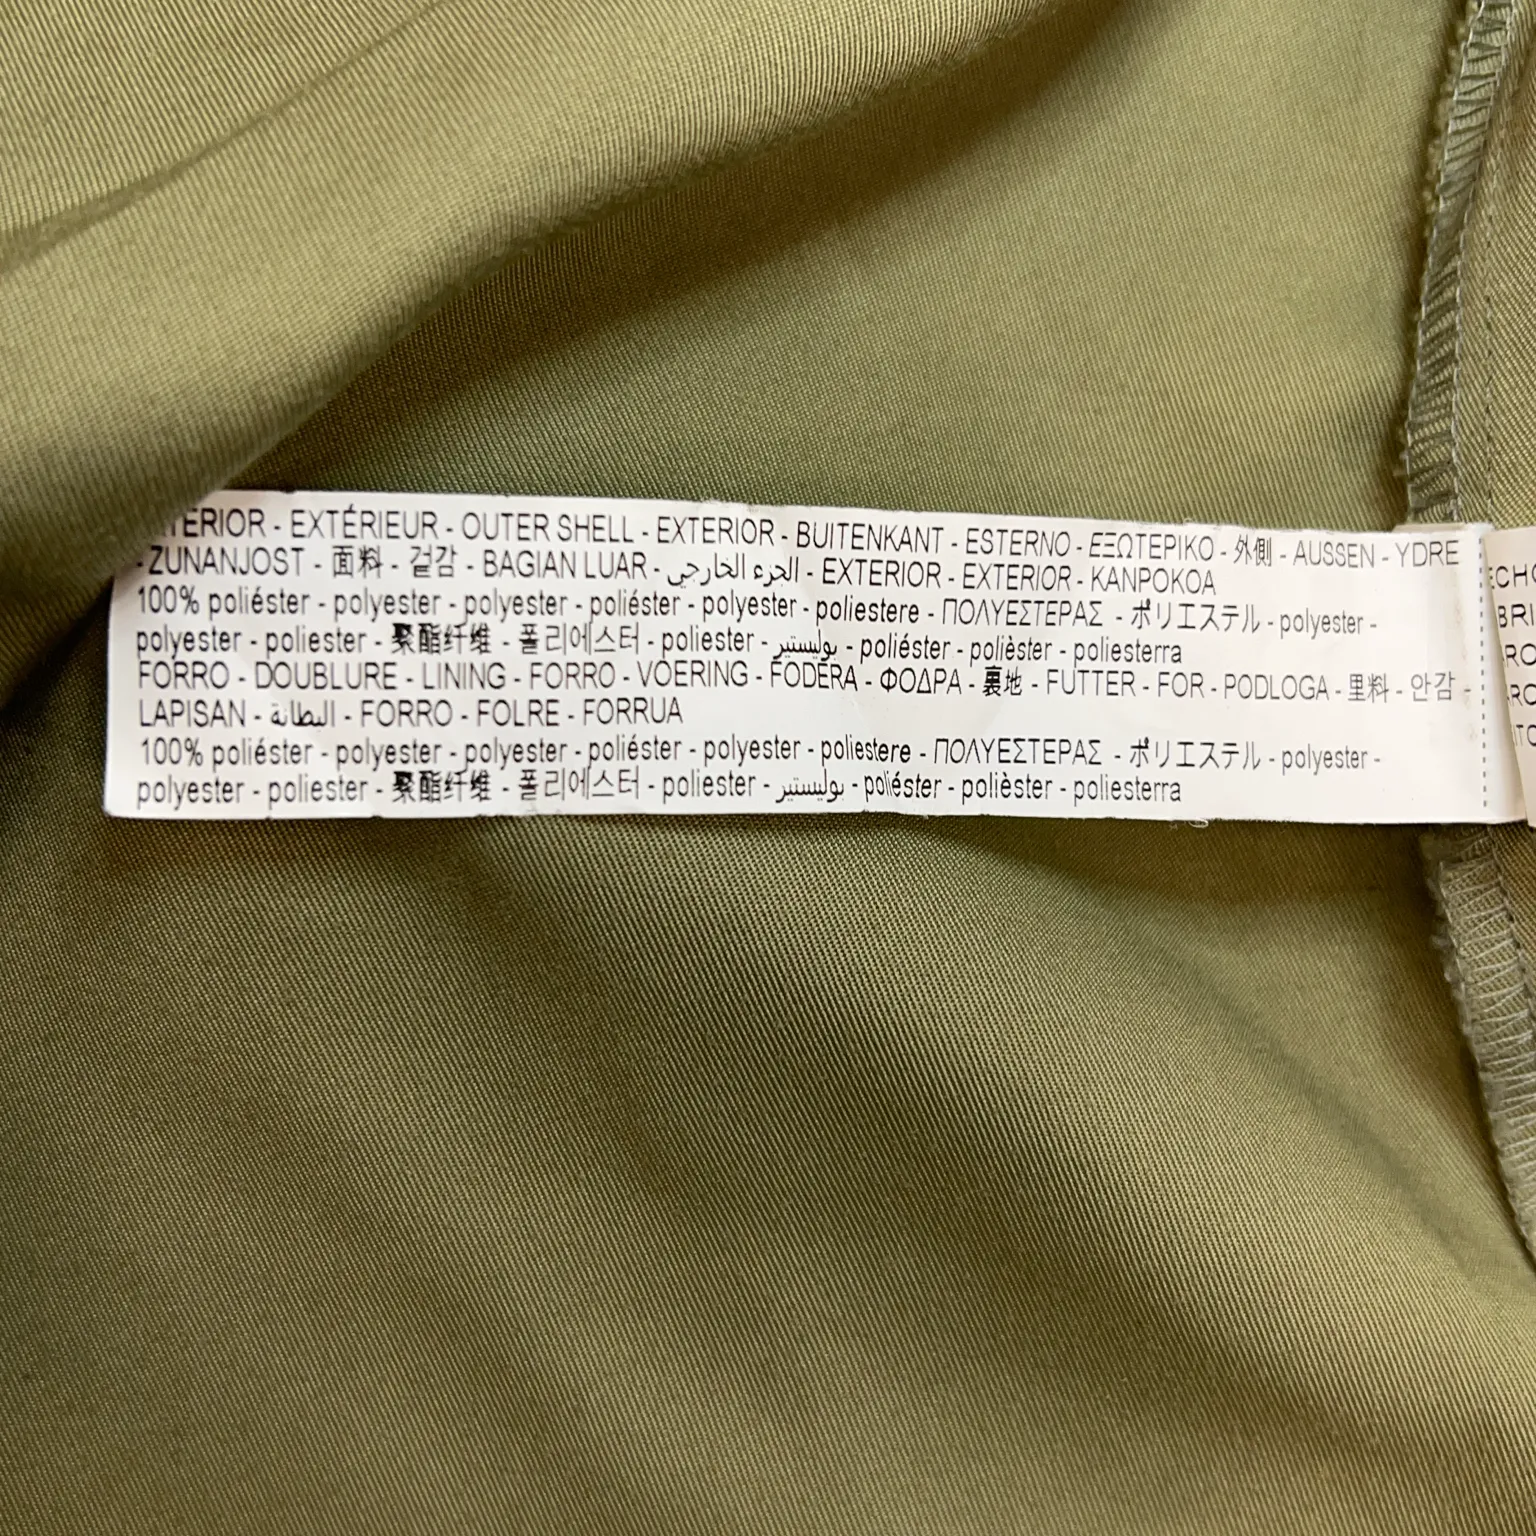 TERIOR - EXTÉRIEUR - OUTER SHELL - EXTERIOR - BUITENKANT - ESTERNO - ΕΞΩΤΕΡΙΚΟ - 外側 - AUSSEN - YDRE
- ZUNANJOST - 面料 - 겉감 - BAGIAN LUAR - الجزء الخارجي - EXTERIOR - EXTERIOR - KANPOKOA
100% poliéster - polyester - polyester - poliéster - polyester - poliestere - ΠΟΛΥΕΣΤΕΡΑΣ - ポリエステル - polyester -
polyester - poliester - 聚酯纤维 - 폴리에스터 - poliester - بوليستير - poliéster - polièster - poliesterra
FORRO - DOUBLURE - LINING - FORRO - VOERING - FODERA - ΦΟΔΡΑ - 裏地 - FUTTER - FOR - PODLOGA - 里料 - 안감 -
LAPISAN - البطانة - FORRO - FOLRE - FORRUA
100% poliéster - polyester - polyester - poliéster - polyester - poliestere - ΠΟΛΥΕΣΤΕΡΑΣ - ポリエステル - polyester -
polyester - poliester - 聚酯纤维 - 폴리에스터 - poliester - بوليستير - poliéster - polièster - poliesterra